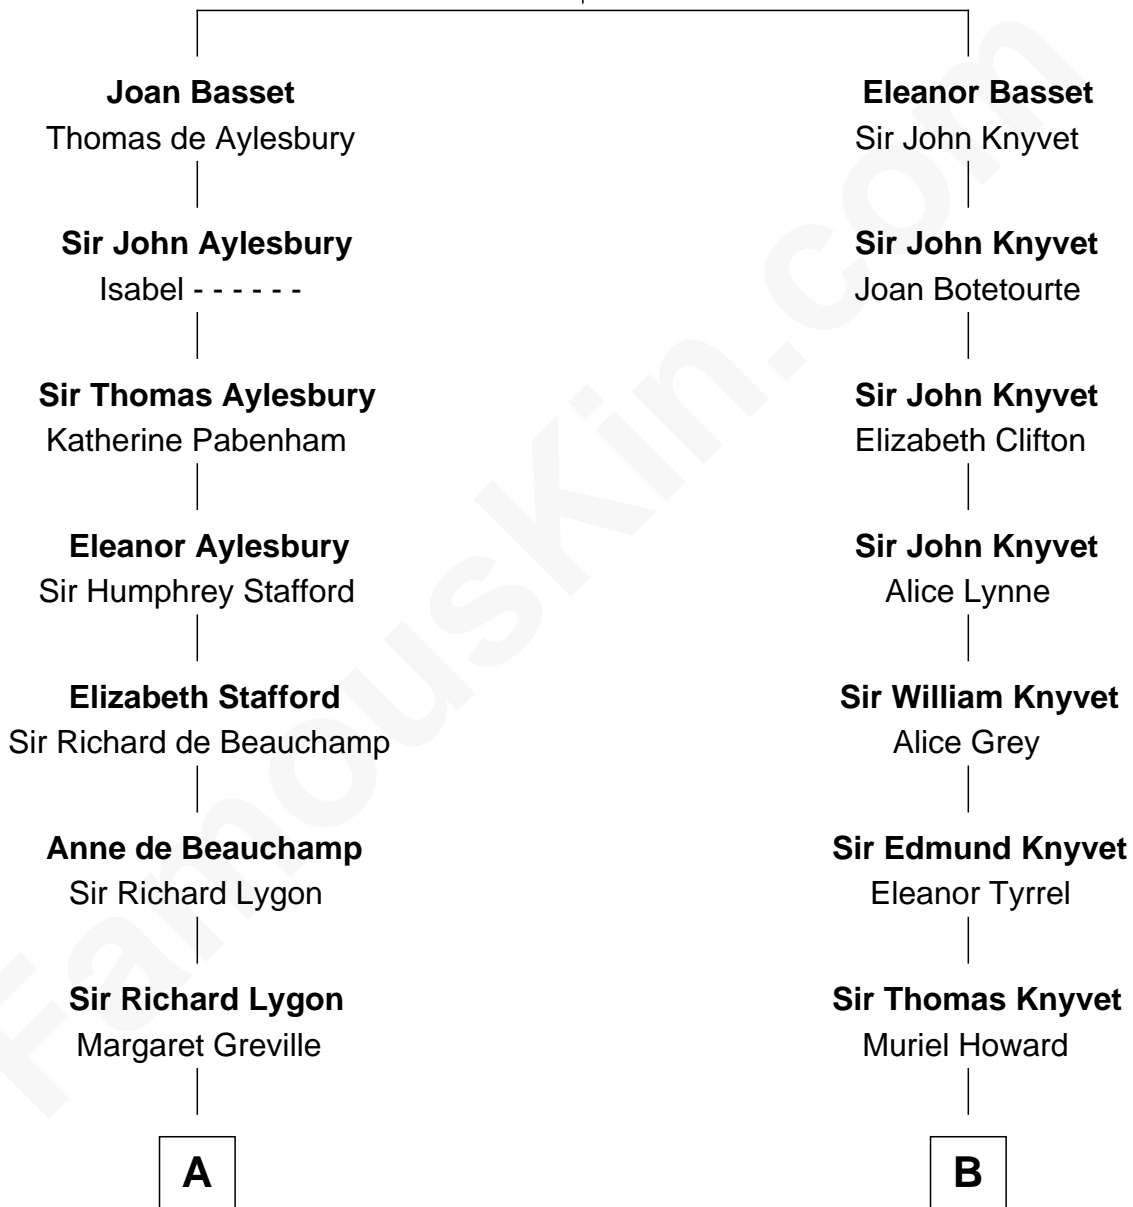 Joan Basset
Thomas de Aylesbury
Eleanor Basset
Sir John Knyvet
Sir John Aylesbury
Isabel - - - - - -
Sir John Knyvet
Joan Botetourte
Sir Thomas Aylesbury
Katherine Pabenham
Sir John Knyvet
Elizabeth Clifton
Eleanor Aylesbury
Sir Humphrey Stafford
Sir John Knyvet
Alice Lynne
Elizabeth Stafford
Sir Richard de Beauchamp
Sir William Knyvet
Alice Grey
Anne de Beauchamp
Sir Richard Lygon
Sir Edmund Knyvet
Eleanor Tyrrel
Sir Richard Lygon
Margaret Greville
Sir Thomas Knyvet
Muriel Howard
A
B
FamousKin.com